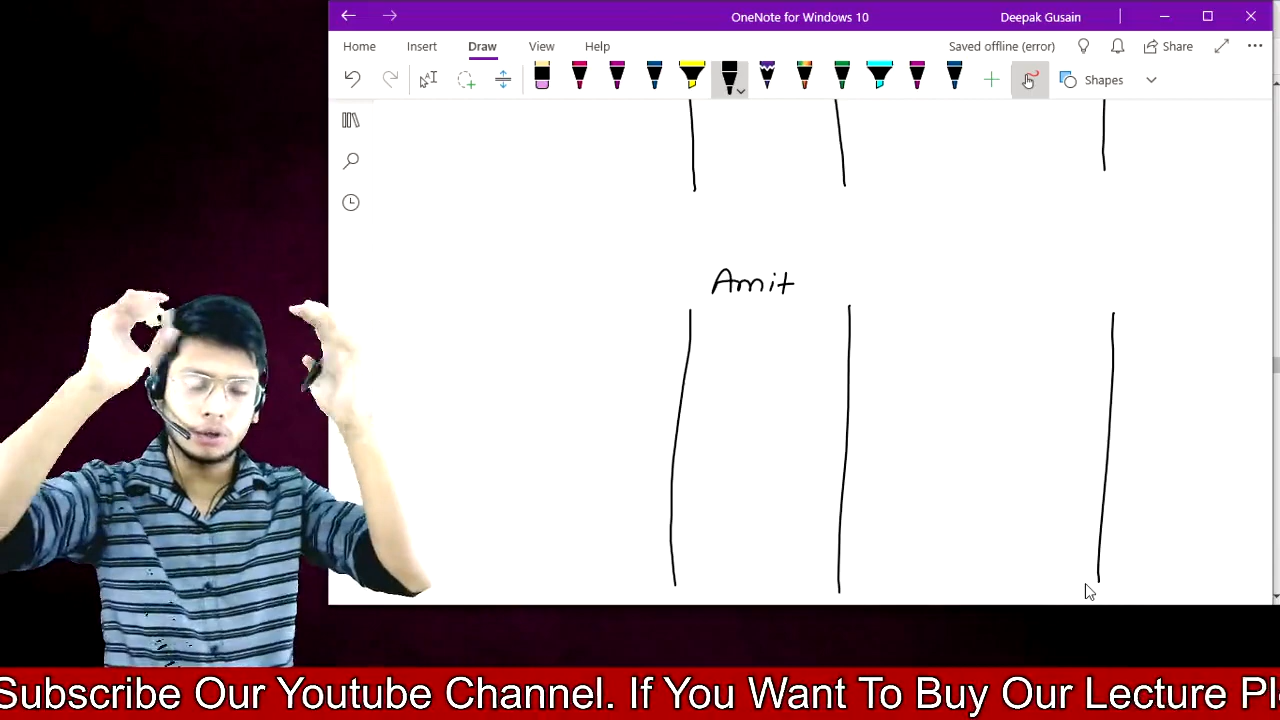 OneNote for Windows 10
Deepak Gusain
Home Insert Draw View Help
Saved offline (error)
Share
Shapes
Amit
Subscribe Our Youtube Channel. If You Want To Buy Our Lecture Pl